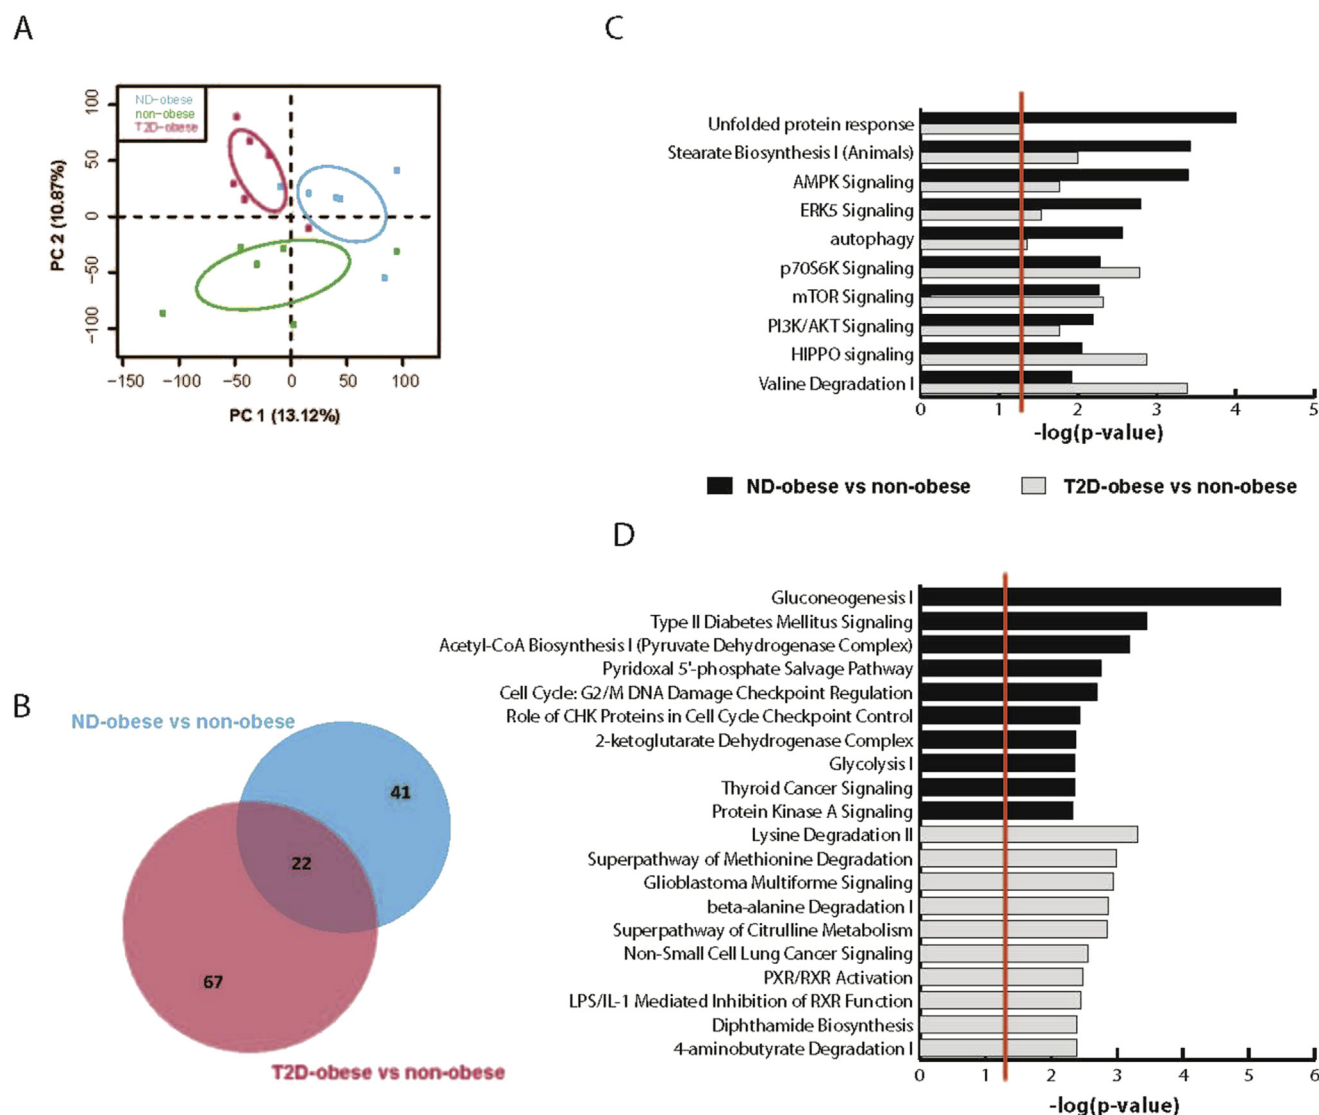 A
ND-obese
non-obese
T2D-obese
PC 2 (10.87%)
100
50
0
−50
−100
−150 −100 −50 0 50 100
PC 1 (13.12%)
B
ND-obese vs non-obese
41
22
67
T2D-obese vs non-obese
C
Unfolded protein response
Stearate Biosynthesis I (Animals)
AMPK Signaling
ERK5 Signaling
autophagy
p70S6K Signaling
mTOR Signaling
PI3K/AKT Signaling
HIPPO signaling
Valine Degradation I
0 1 2 3 4 5
-log(p-value)
ND-obese vs non-obese T2D-obese vs non-obese
D
Gluconeogenesis I
Type II Diabetes Mellitus Signaling
Acetyl-CoA Biosynthesis I (Pyruvate Dehydrogenase Complex)
Pyridoxal 5'-phosphate Salvage Pathway
Cell Cycle: G2/M DNA Damage Checkpoint Regulation
Role of CHK Proteins in Cell Cycle Checkpoint Control
2-ketoglutarate Dehydrogenase Complex
Glycolysis I
Thyroid Cancer Signaling
Protein Kinase A Signaling
Lysine Degradation II
Superpathway of Methionine Degradation
Glioblastoma Multiforme Signaling
beta-alanine Degradation I
Superpathway of Citrulline Metabolism
Non-Small Cell Lung Cancer Signaling
PXR/RXR Activation
LPS/IL-1 Mediated Inhibition of RXR Function
Diphthamide Biosynthesis
4-aminobutyrate Degradation I
0 1 2 3 4 5 6
-log(p-value)